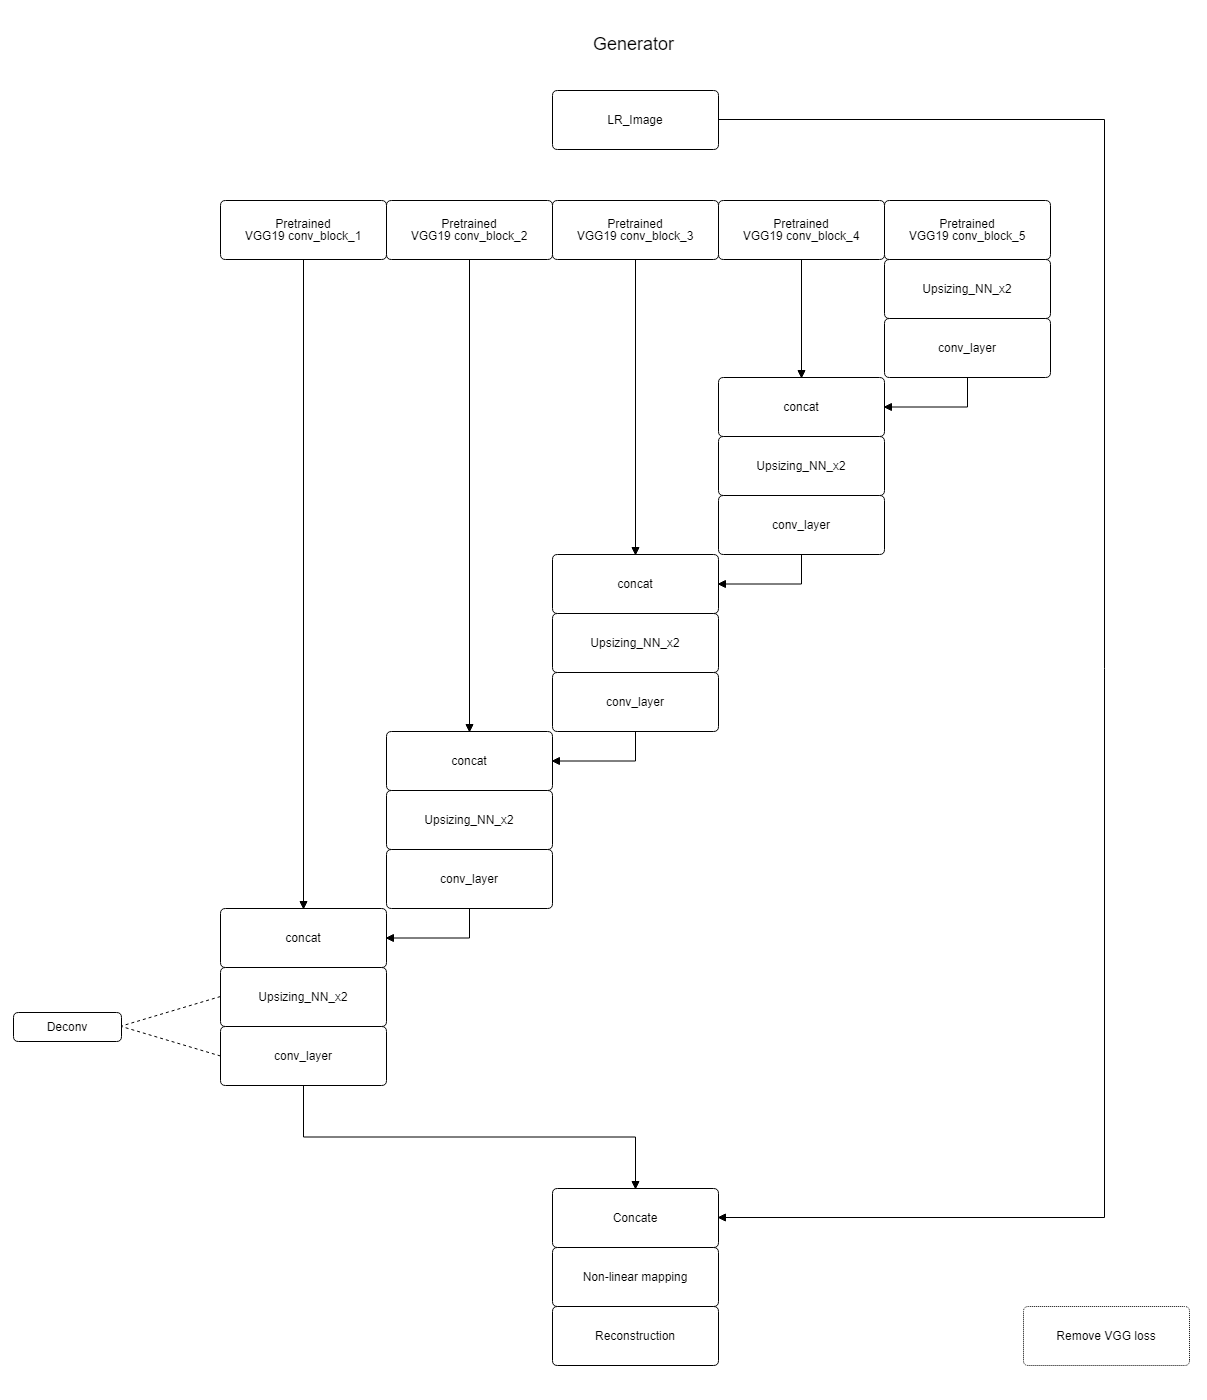 Generator
LR_Image
Pretrained
VGG19 conv_block_1
Pretrained
VGG19 conv_block_2
Pretrained
VGG19 conv_block_3
Pretrained
VGG19 conv_block_4
Pretrained
VGG19 conv_block_5
Upsizing_NN_x2
conv_layer
concat
Upsizing_NN_x2
conv_layer
concat
Upsizing_NN_x2
conv_layer
concat
Upsizing_NN_x2
conv_layer
concat
Upsizing_NN_x2
Deconv
conv_layer
Concate
Non-linear mapping
Reconstruction
Remove VGG loss